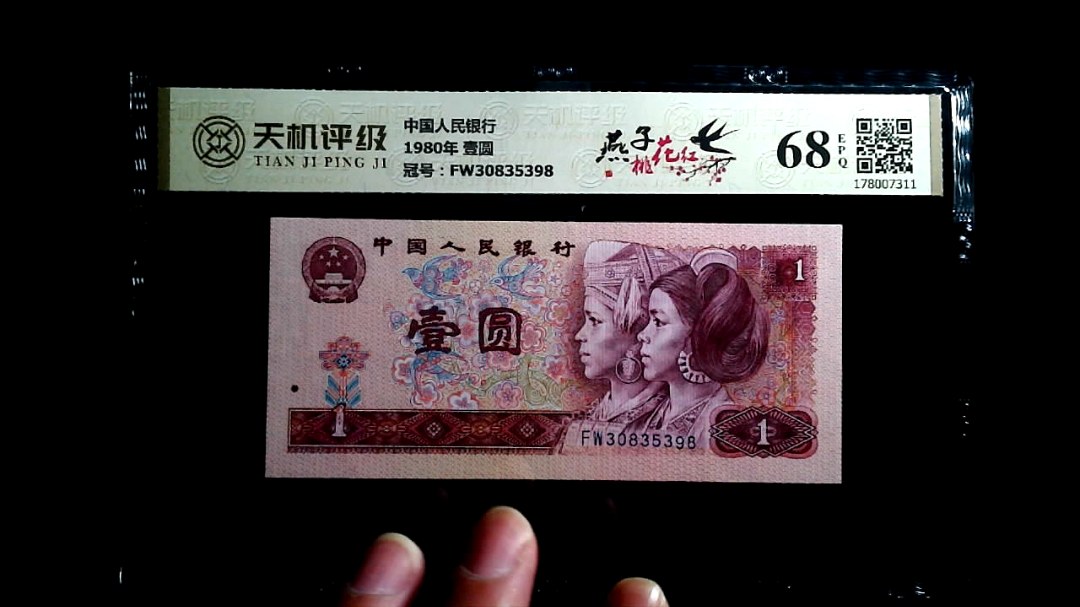 天机评级
TIAN JI PING JI
中国人民银行
1980年 壹圆
冠号：FW30835398
燕子
桃花红
68
EPQ
178007311
中国人民银行
1
壹圆
1
FW30835398
1